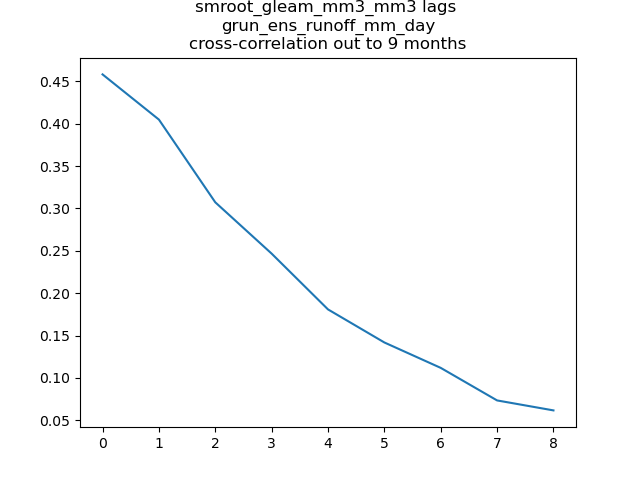 smroot_gleam_mm3_mm3 lags
grun_ens_runoff_mm_day
cross-correlation out to 9 months
0.45
0.40
0.35
0.30
0.25
0.20
0.15
0.10
0.05
0 1 2 3 4 5 6 7 8